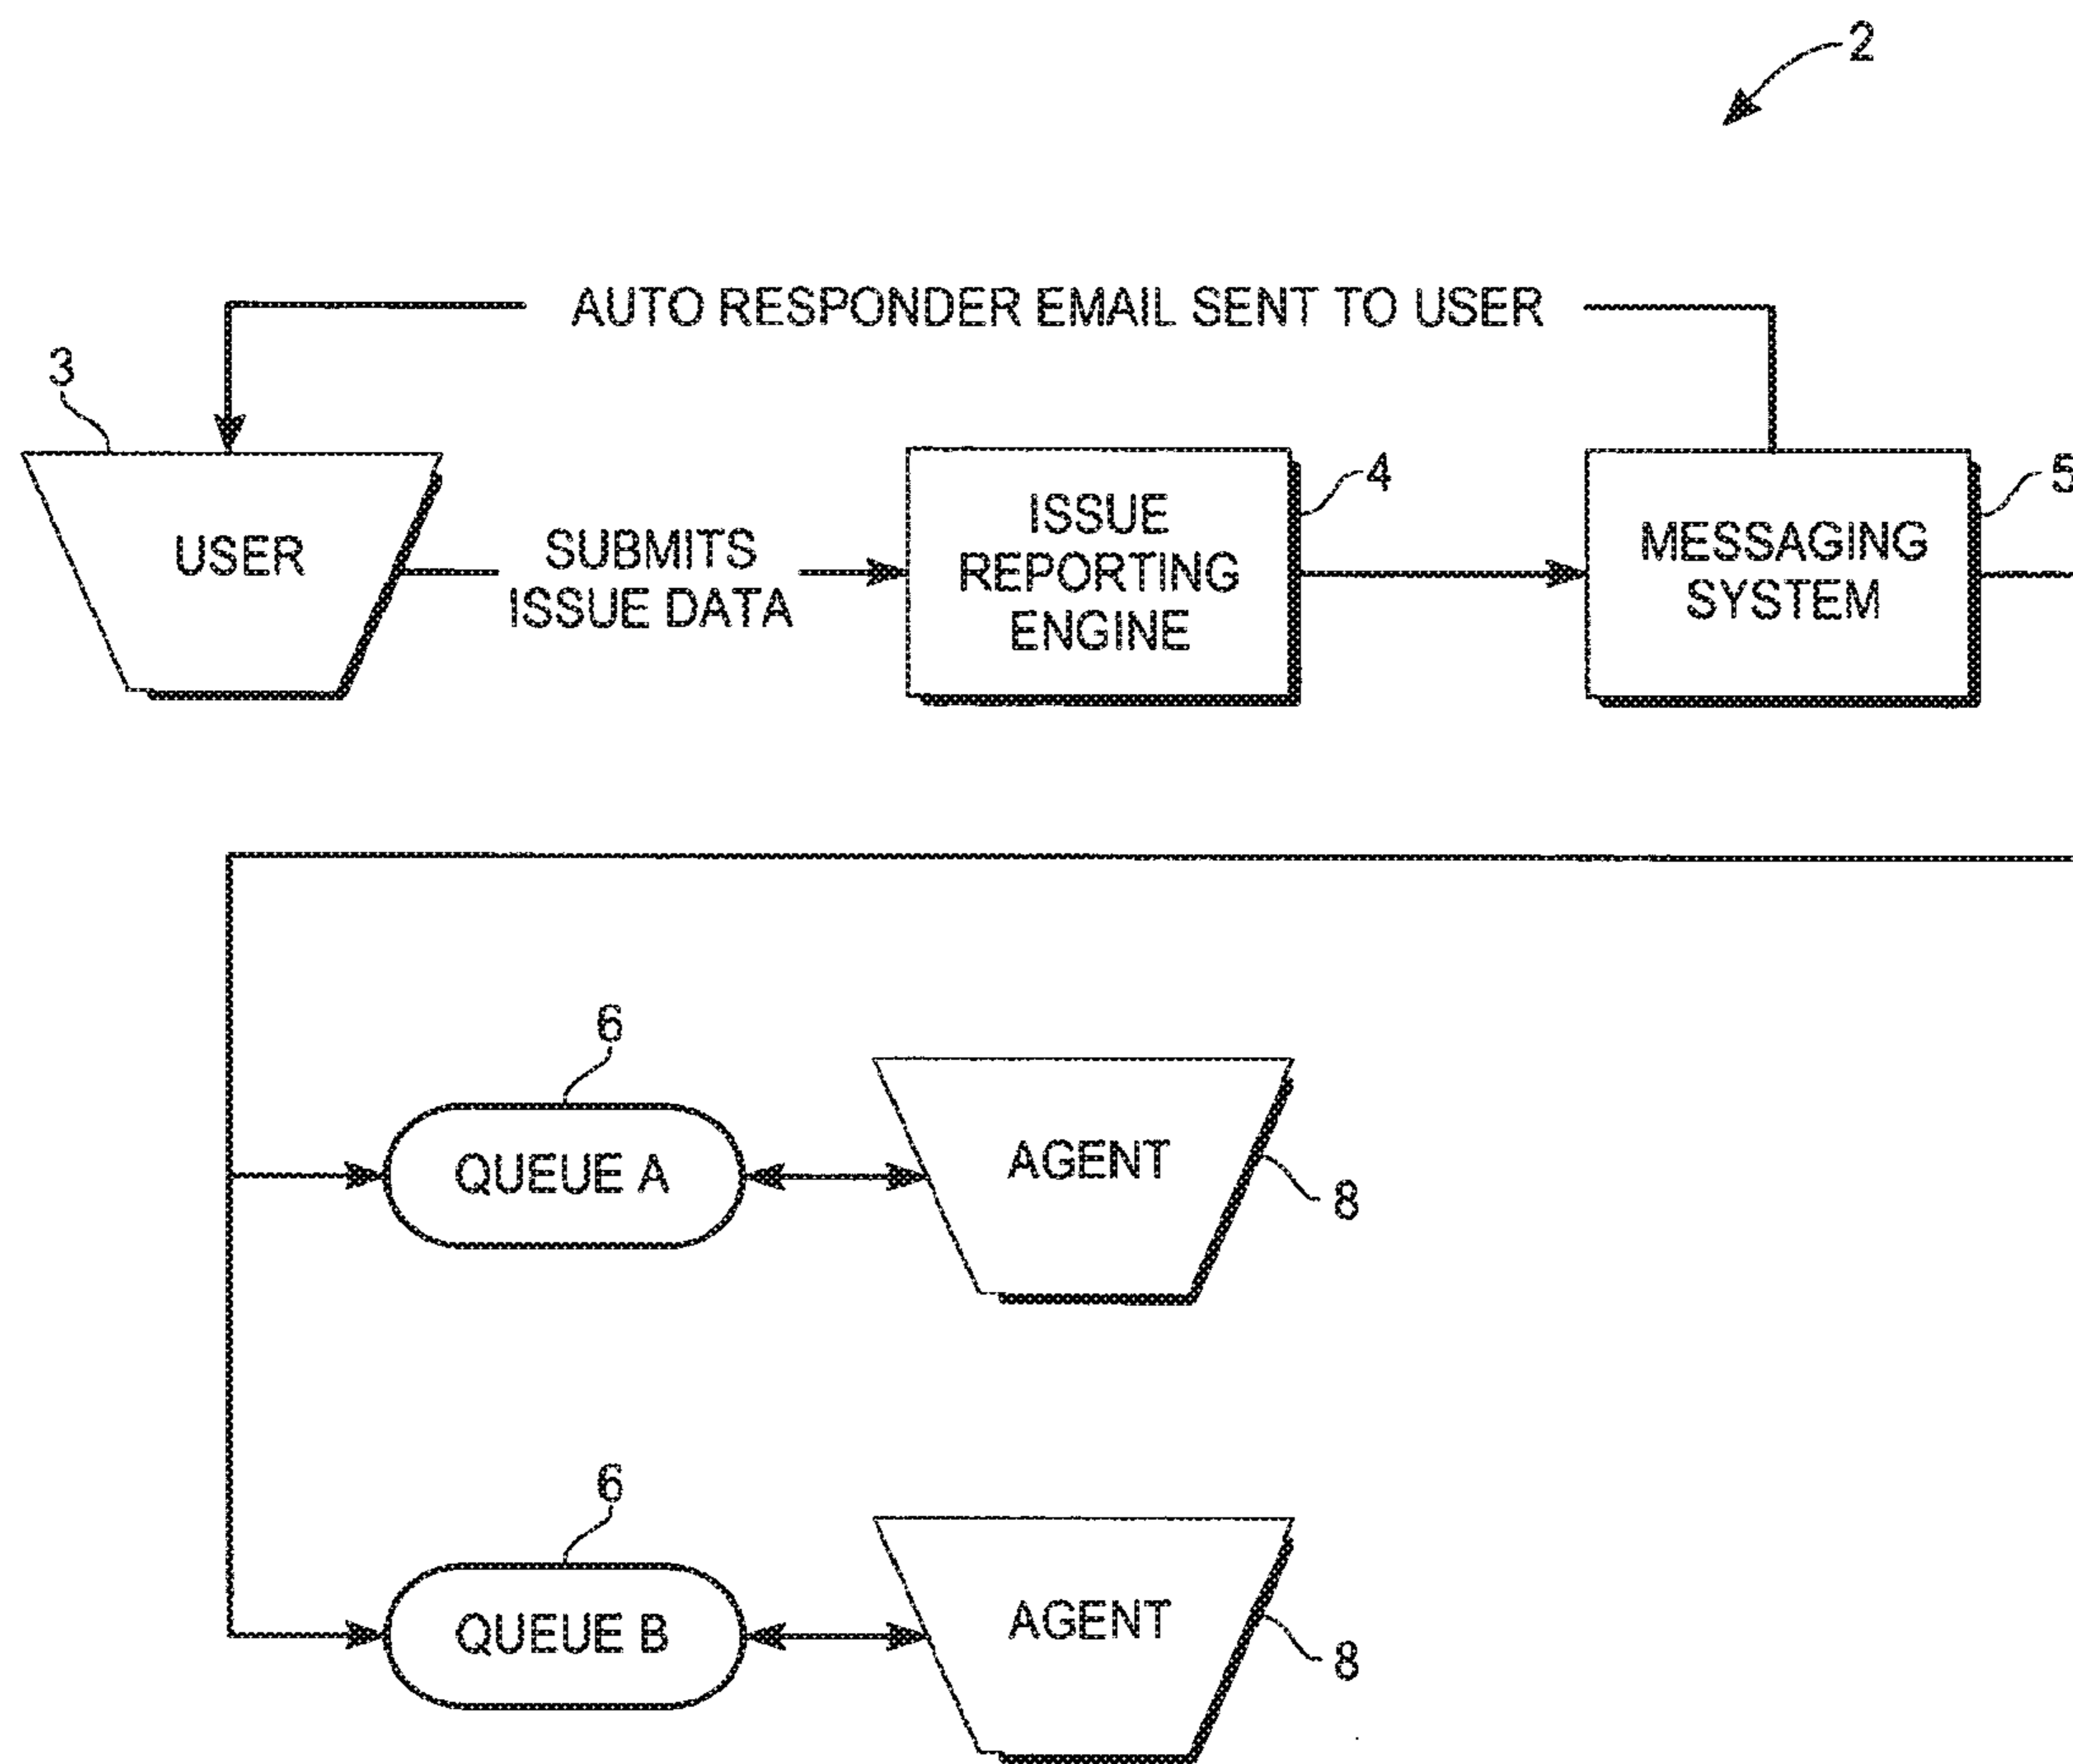 2
AUTO RESPONDER EMAIL SENT TO USER
3
USER
SUBMITS
ISSUE DATA
ISSUE
REPORTING
ENGINE
4
MESSAGING
SYSTEM
5
6
QUEUE A
AGENT
8
6
QUEUE B
AGENT
8